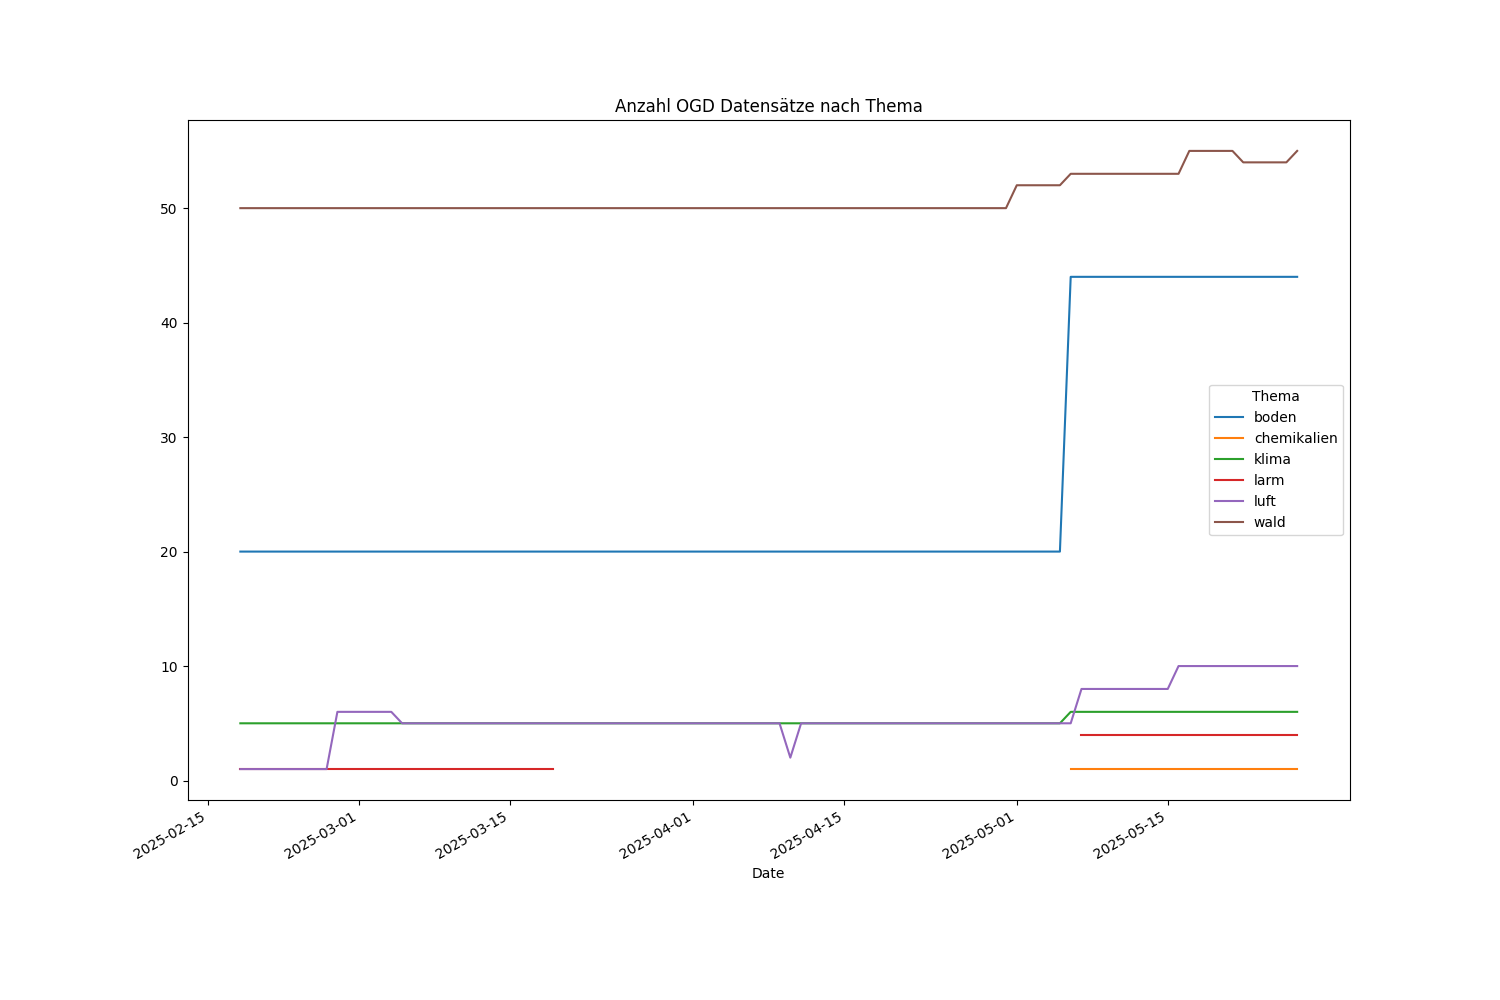 Anzahl OGD Datensätze nach Thema
50
40
30
20
10
0
Thema
boden
chemikalien
klima
larm
luft
wald
2025-02-15
2025-03-01
2025-03-15
2025-04-01
2025-04-15
2025-05-01
2025-05-15
Date